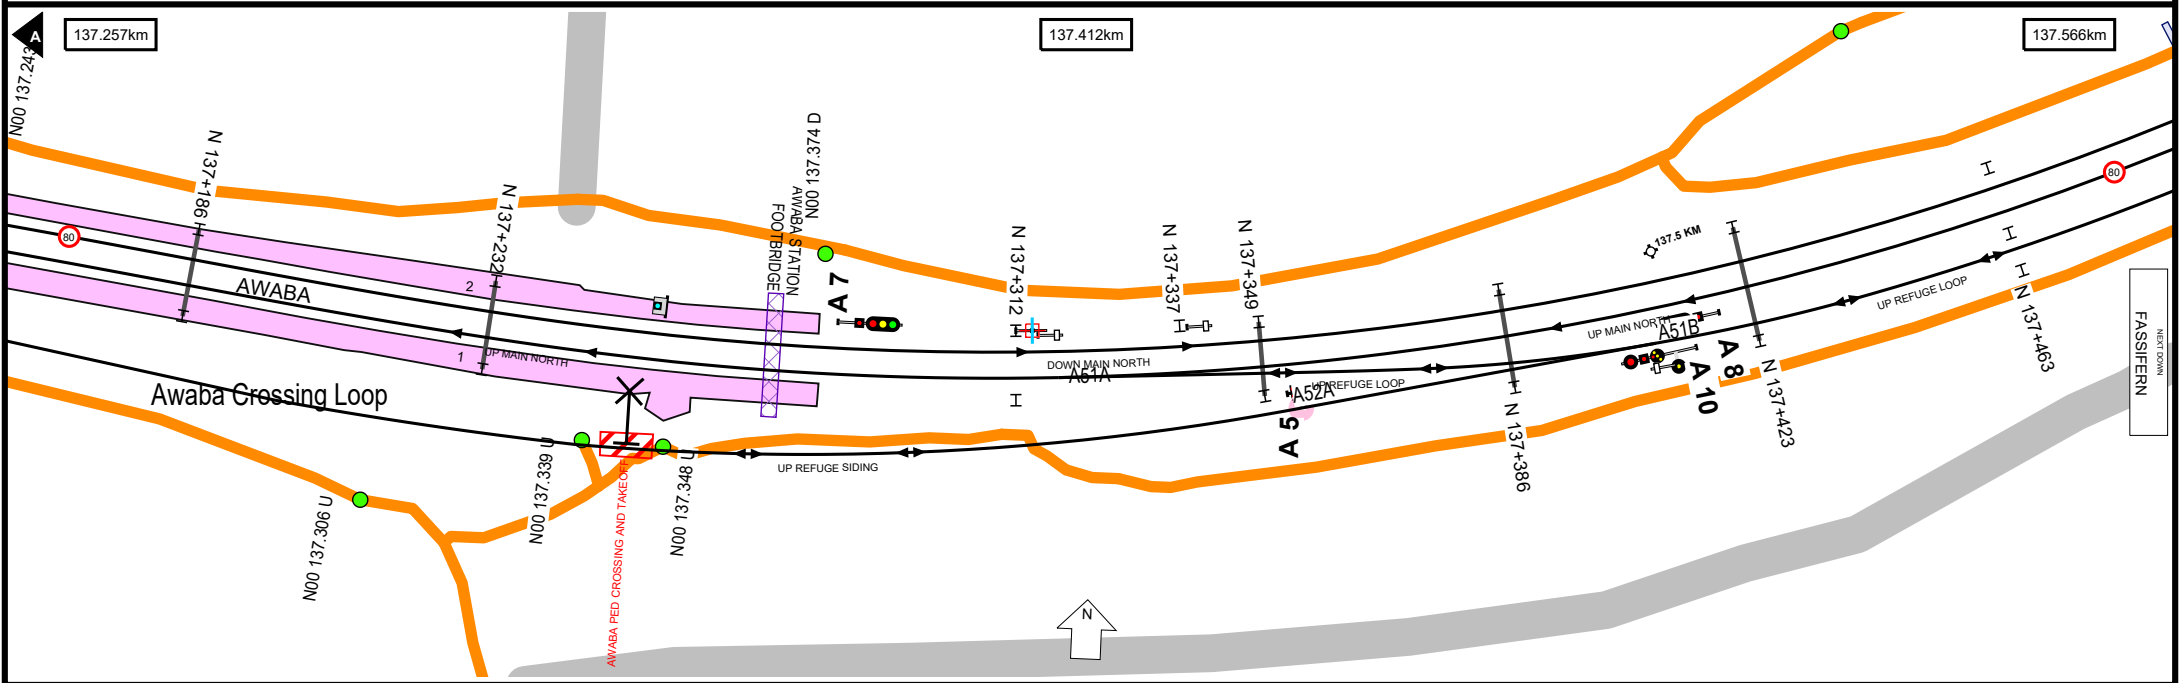 A
137.257km
137.412km
137.566km
N00 137.243
N 137+186
N 137+232
AWABA STATION
FOOTBRIDGE
N00 137.374 D
A 7
N 137+312
N 137+337
N 137+349
137.5 KM
80
80
AWABA
2
1
UP MAIN NORTH
DOWN MAIN NORTH
A51A
UP REFUGE LOOP
A52A
A 5
UP MAIN NORTH
A51B
A 8
A 10
UP REFUGE LOOP
N 137+386
N 137+423
N 137+463
NEXT DOWN
FASSIFERN
Awaba Crossing Loop
UP REFUGE SIDING
N00 137.306 U
N00 137.339 U
AWABA PED CROSSING AND TAKEOFF
N00 137.348 U
N